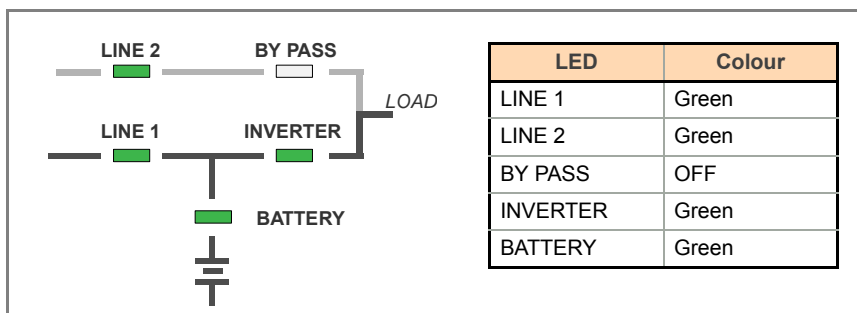 LINE 2
BY PASS
LOAD
LINE 1
INVERTER
BATTERY
LED Colour
LINE 1 Green
LINE 2 Green
BY PASS OFF
INVERTER Green
BATTERY Green